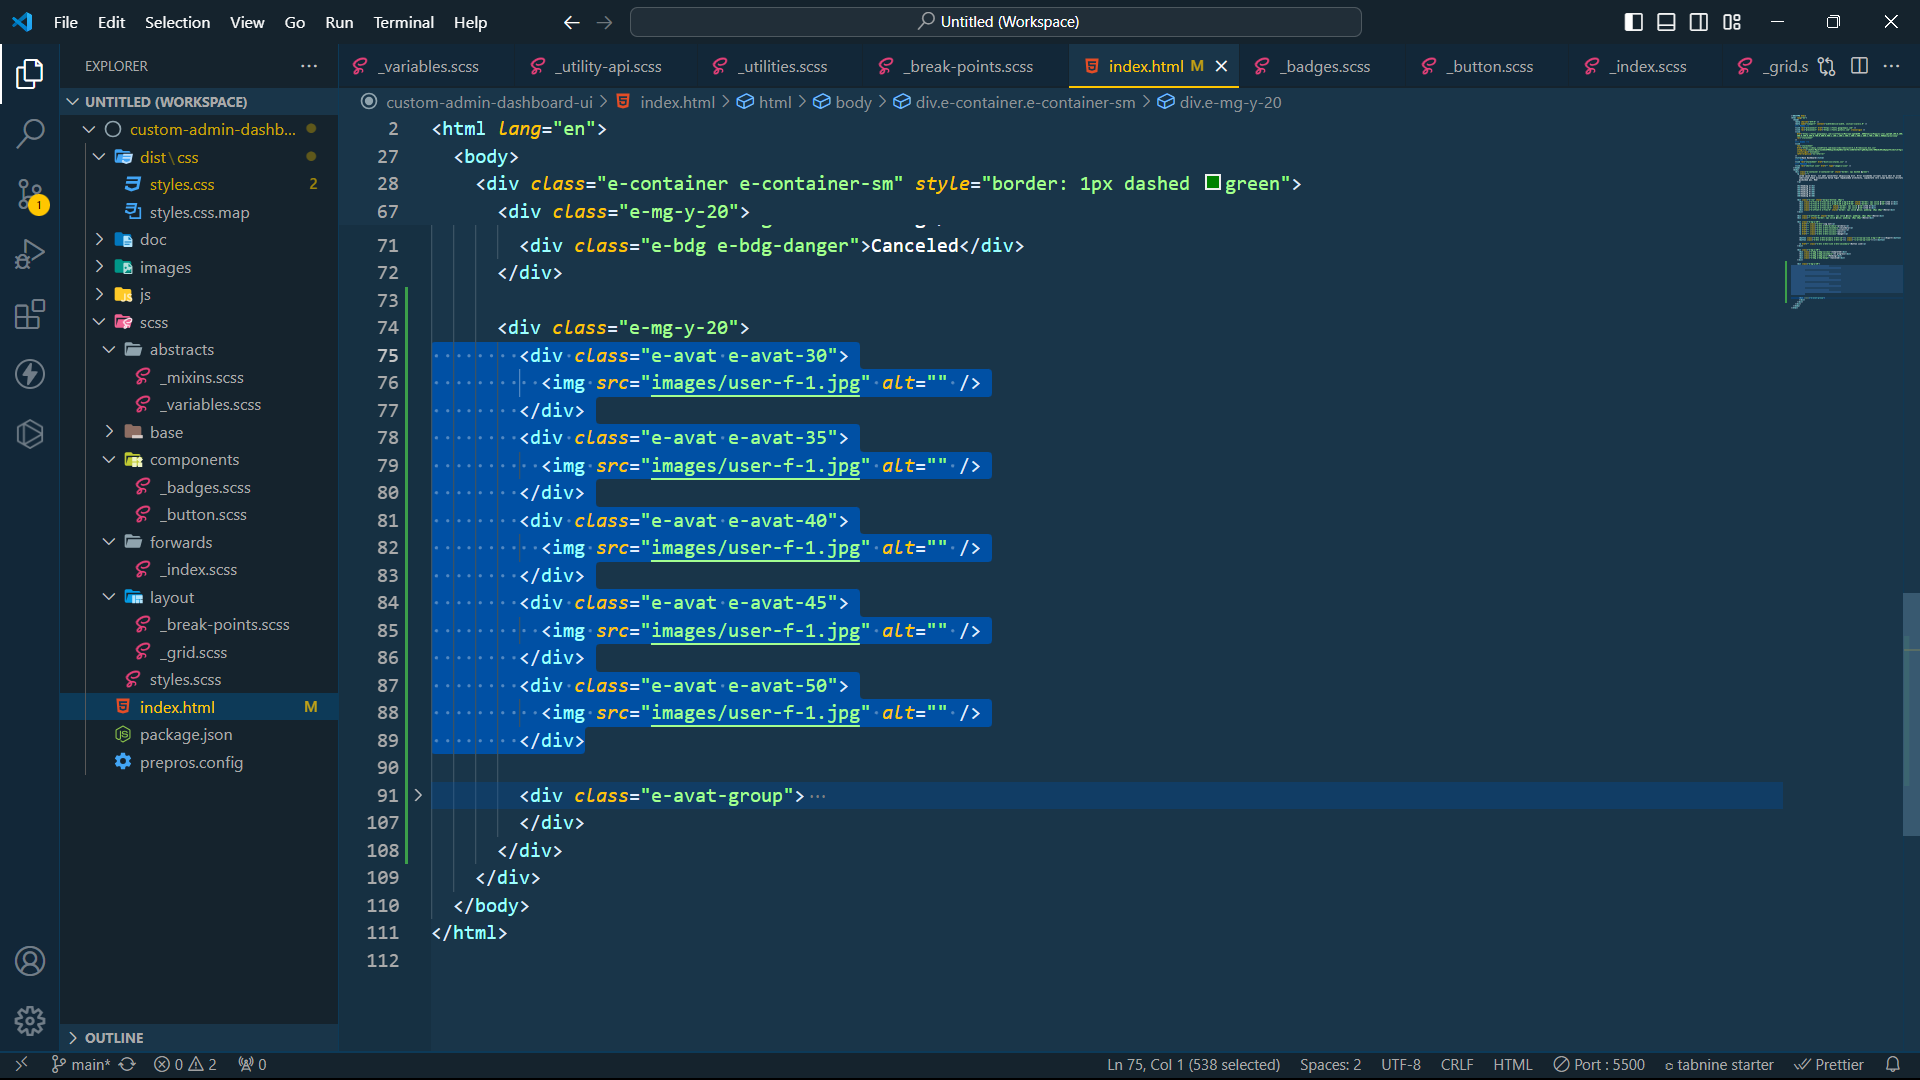 File Edit Selection View Go Run Terminal Help
Untitled (Workspace)
EXPLORER
_variables.scss
_utility-api.scss
_utilities.scss
_break-points.scss
index.html M
_badges.scss
_button.scss
_index.scss
_grid.s
UNTITLED (WORKSPACE)
custom-admin-dashb...
dist\css
styles.css 2
styles.css.map
doc
images
js
scss
abstracts
_mixins.scss
_variables.scss
base
components
_badges.scss
_button.scss
forwards
_index.scss
layout
_break-points.scss
_grid.scss
styles.scss
index.html M
package.json
prepros.config
OUTLINE
custom-admin-dashboard-ui > index.html > html > body > div.e-container.e-container-sm > div.e-mg-y-20
2 <html lang="en">
27 <body>
28 <div class="e-container e-container-sm" style="border: 1px dashed green">
67 <div class="e-mg-y-20">
71 <div class="e-bdg e-bdg-danger">Canceled</div>
72 </div>
73
74 <div class="e-mg-y-20">
75 <div class="e-avat e-avat-30">
76 <img src="images/user-f-1.jpg" alt="" />
77 </div>
78 <div class="e-avat e-avat-35">
79 <img src="images/user-f-1.jpg" alt="" />
80 </div>
81 <div class="e-avat e-avat-40">
82 <img src="images/user-f-1.jpg" alt="" />
83 </div>
84 <div class="e-avat e-avat-45">
85 <img src="images/user-f-1.jpg" alt="" />
86 </div>
87 <div class="e-avat e-avat-50">
88 <img src="images/user-f-1.jpg" alt="" />
89 </div>
90
91 <div class="e-avat-group"> ...
107 </div>
108 </div>
109 </div>
110 </body>
111 </html>
112
1
main* 0 2 0
Ln 75, Col 1 (538 selected) Spaces: 2 UTF-8 CRLF HTML Port : 5500 tabnine starter Prettier